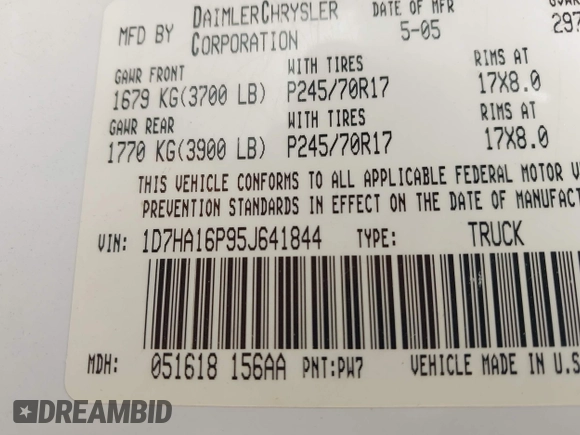 MFD BY DAIMLERCHRYSLER CORPORATION
DATE OF MFR
5-05
297
GAWR FRONT WITH TIRES RIMS AT
1679 KG(3700 LB) P245/70R17 17X8.0
GAWR REAR WITH TIRES RIMS AT
1770 KG(3900 LB) P245/70R17 17X8.0
THIS VEHICLE CONFORMS TO ALL APPLICABLE FEDERAL MOTOR
PREVENTION STANDARDS IN EFFECT ON THE DATE OF MANUFACT
VIN: 1D7HA16P95J641844 TYPE: TRUCK
MDH: 051618 156AA PNT:PW7 VEHICLE MADE IN U.S
DREAMBID